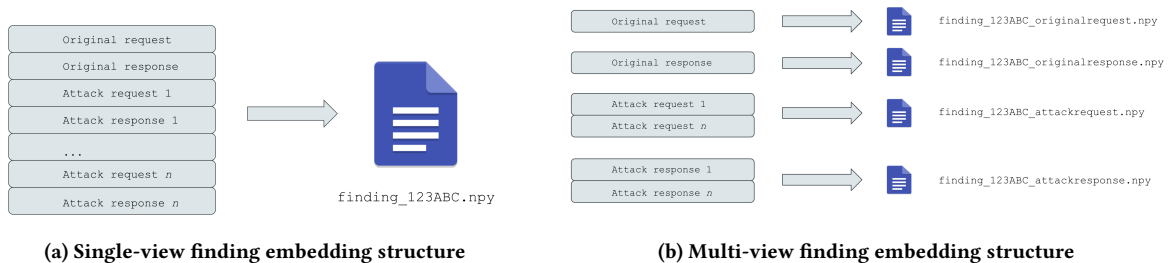 Original request
Original response
Attack request 1
Attack response 1
...
Attack request n
Attack response n
finding_123ABC.npy
(a) Single-view finding embedding structure
Original request
finding_123ABC_originalrequest.npy
Original response
finding_123ABC_originalresponse.npy
Attack request 1
Attack request n
finding_123ABC_attackrequest.npy
Attack response 1
Attack response n
finding_123ABC_attackresponse.npy
(b) Multi-view finding embedding structure